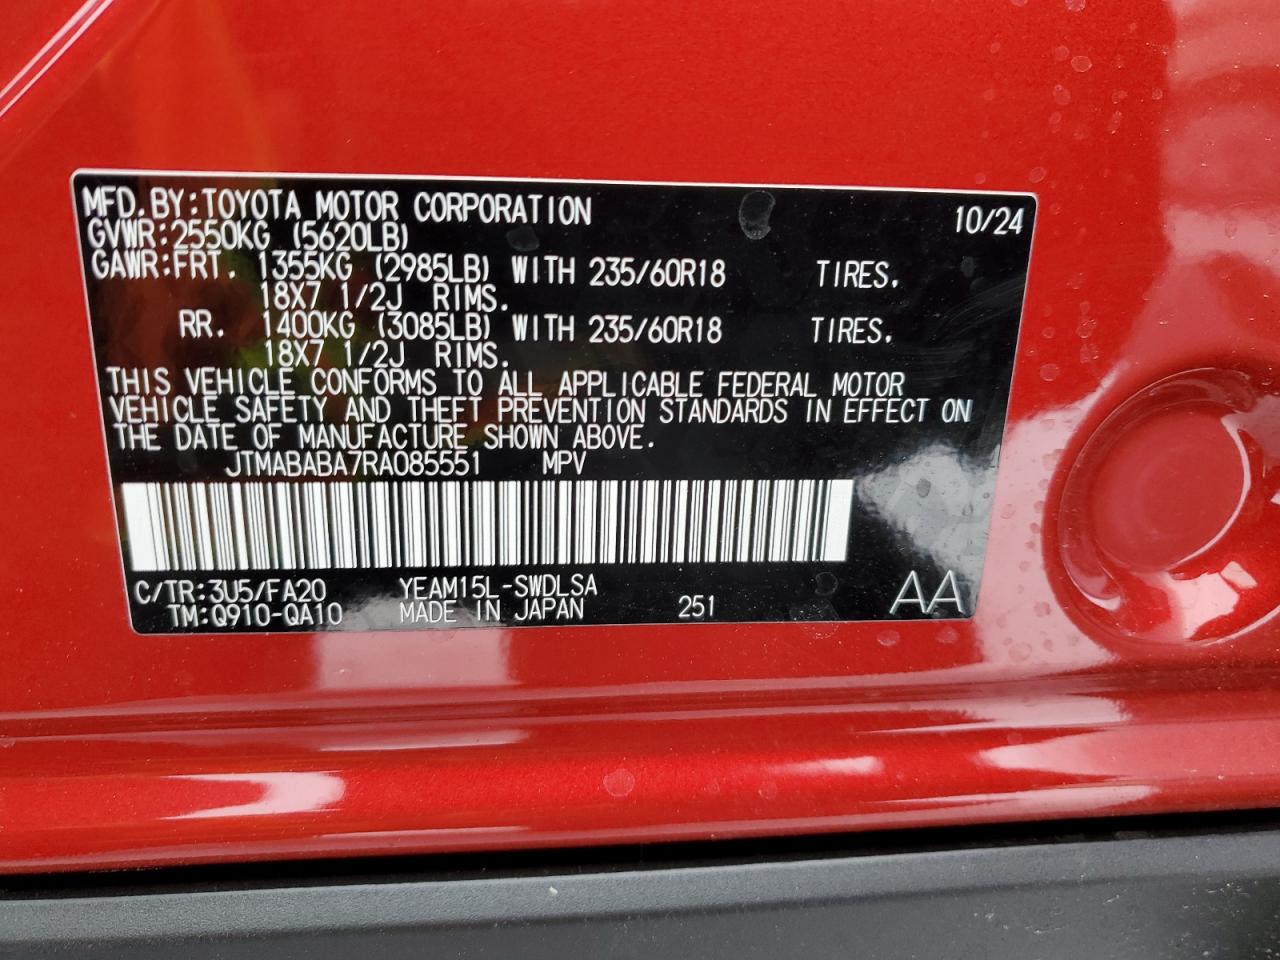 MFD.BY:TOYOTA MOTOR CORPORATION 10/24
GVWR:2550KG (5620LB)
GAWR:FRT. 1355KG (2985LB) WITH 235/60R18 TIRES.
18X7 1/2J RIMS.
RR. 1400KG (3085LB) WITH 235/60R18 TIRES.
18X7 1/2J RIMS.
THIS VEHICLE CONFORMS TO ALL APPLICABLE FEDERAL MOTOR
VEHICLE SAFETY AND THEFT PREVENTION STANDARDS IN EFFECT ON
THE DATE OF MANUFACTURE SHOWN ABOVE.
JTMABABA7RA085551 MPV
C/TR:3U5/FA20 YEAM15L-SWDLSA
TM:Q910-QA10 MADE IN JAPAN 251 AA